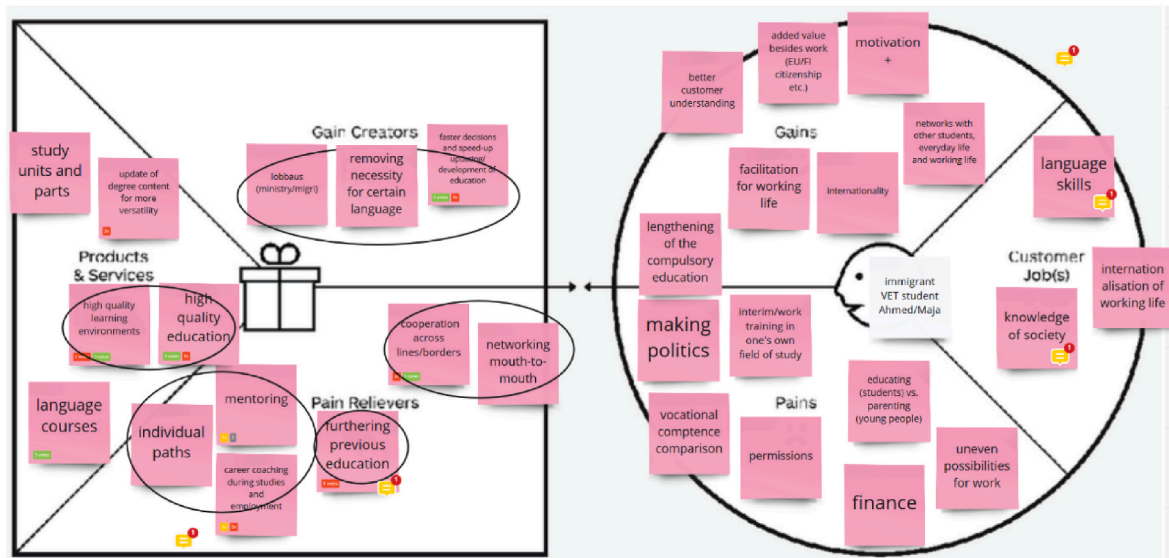 study
units and
parts
update of
degree content
for more
versatility
Gain Creators
lobbaus
(ministry/migri)
removing
necessity
for certain
language
faster decisions
and speed-up
updating/
development of
education
Products
& Services
high quality
learning
environments
high
quality
education
cooperation
across
lines/borders
networking
mouth-to-
mouth
language
courses
individual
paths
mentoring
career coaching
during studies
and
employment
Pain Relievers
furthering
previous
education
1
1
better
customer
understanding
added value
besides work
(EU/FI
citizenship
etc.)
motivation
+
Gains
networks with
other students,
everyday life
and working life
facilitation
for working
life
internationality
lengthening
of the
compulsory
education
making
politics
interim/work
training in
one's own
field of study
Pains
vocational
comptence
comparison
permissions
educating
(students) vs.
parenting
(young people)
finance
uneven
possibilities
for work
immigrant
VET student
Ahmed/Maja
1
language
skills
1
Customer
Job(s)
internation
alisation of
working life
knowledge
of society
1